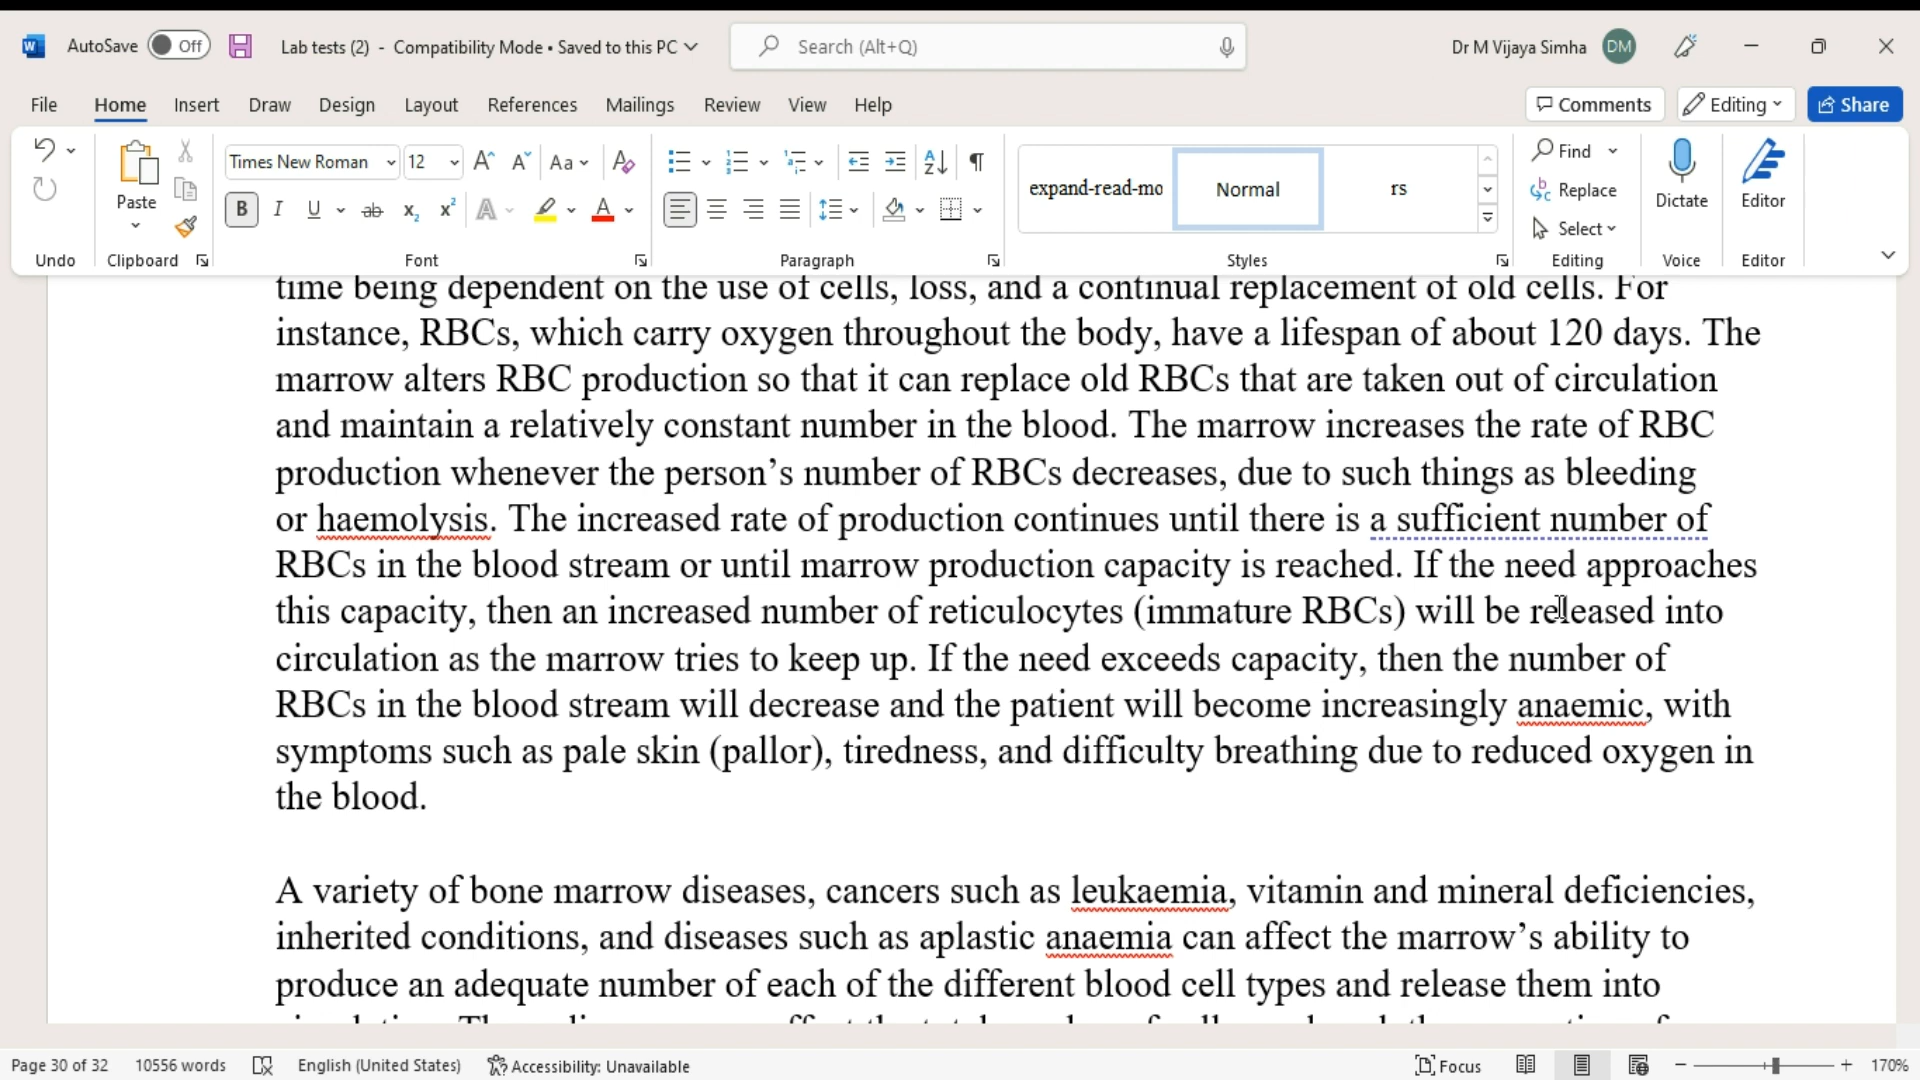 AutoSave Off Lab tests (2) - Compatibility Mode • Saved to this PC Search (Alt+Q) Dr M Vijaya Simha DM
File Home Insert Draw Design Layout References Mailings Review View Help Comments Editing Share
Times New Roman 12 Aa Find
Paste expand-read-mo Normal rs Replace Dictate Editor
B I U ab x2 x2 A A Select
Undo Clipboard Font Paragraph Styles Editing Voice Editor
time being dependent on the use of cells, loss, and a continual replacement of old cells. For
instance, RBCs, which carry oxygen throughout the body, have a lifespan of about 120 days. The
marrow alters RBC production so that it can replace old RBCs that are taken out of circulation
and maintain a relatively constant number in the blood. The marrow increases the rate of RBC
production whenever the person’s number of RBCs decreases, due to such things as bleeding
or haemolysis. The increased rate of production continues until there is a sufficient number of
RBCs in the blood stream or until marrow production capacity is reached. If the need approaches
this capacity, then an increased number of reticulocytes (immature RBCs) will be released into
circulation as the marrow tries to keep up. If the need exceeds capacity, then the number of
RBCs in the blood stream will decrease and the patient will become increasingly anaemic, with
symptoms such as pale skin (pallor), tiredness, and difficulty breathing due to reduced oxygen in
the blood.
A variety of bone marrow diseases, cancers such as leukaemia, vitamin and mineral deficiencies,
inherited conditions, and diseases such as aplastic anaemia can affect the marrow’s ability to
produce an adequate number of each of the different blood cell types and release them into
Page 30 of 32 10556 words English (United States) Accessibility: Unavailable Focus 170%